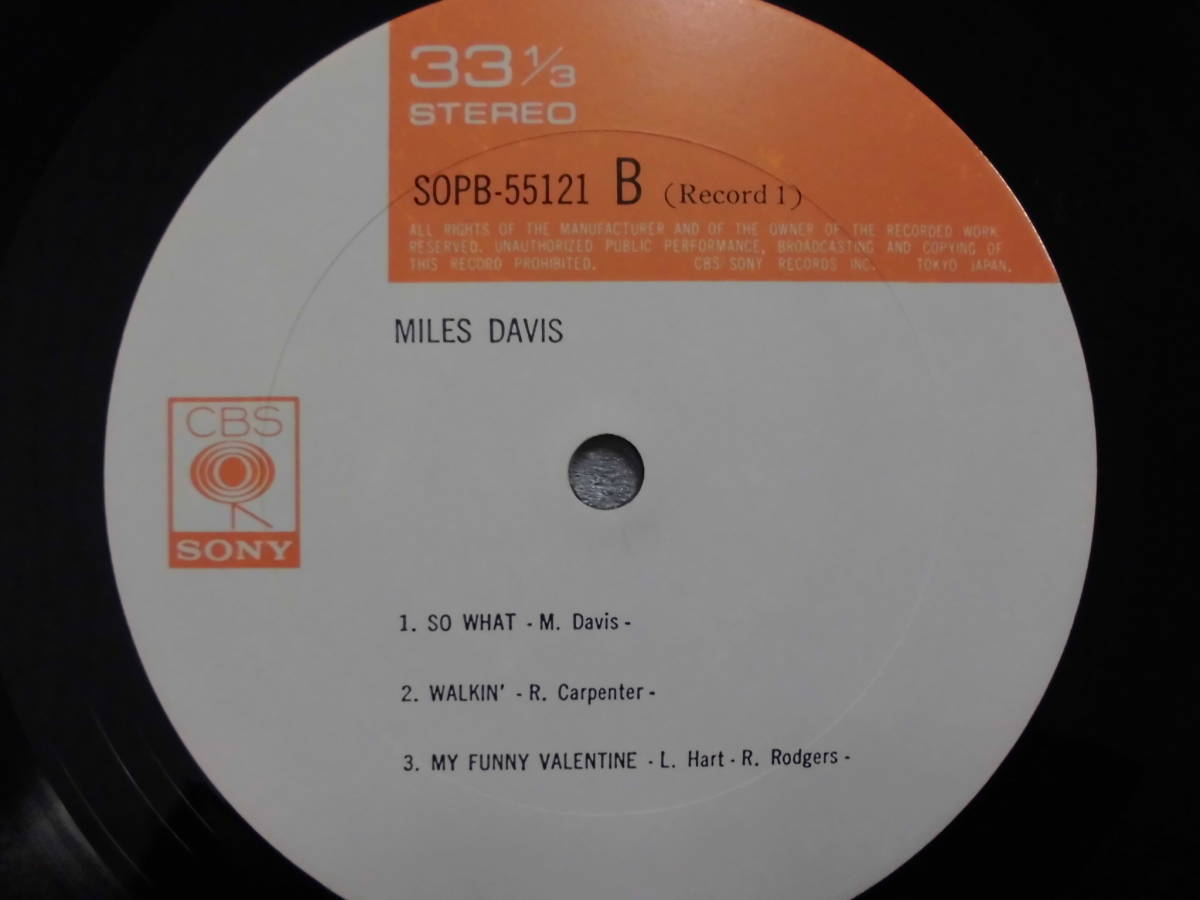 33 1/3
STEREO
SOPB-55121 B (Record 1)
ALL RIGHTS OF THE MANUFACTURER AND OF THE OWNER OF THE RECORDED WORK
RESERVED. UNAUTHORIZED PUBLIC PERFORMANCE, BROADCASTING AND COPYING OF
THIS RECORD PROHIBITED. CBS/SONY RECORDS INC. TOKYO JAPAN.
MILES DAVIS
CBS
SONY
1. SO WHAT - M. Davis -
2. WALKIN' - R. Carpenter -
3. MY FUNNY VALENTINE - L. Hart - R. Rodgers -